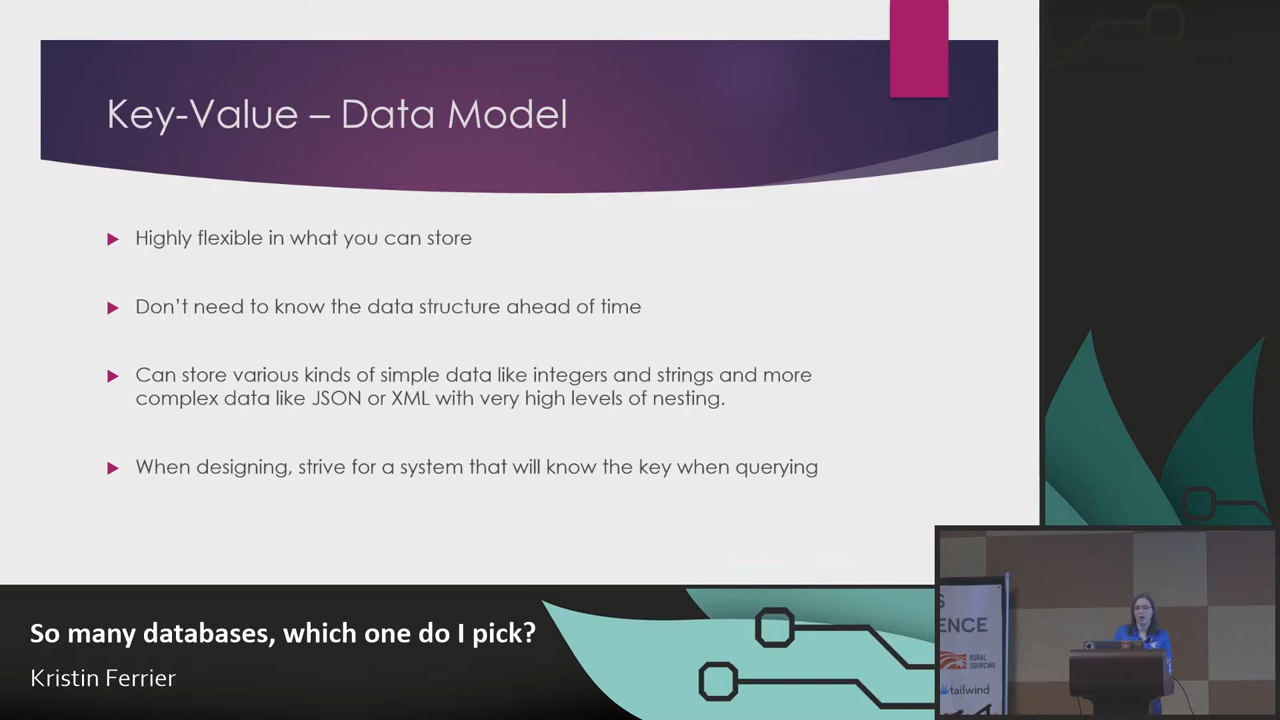 Key-Value – Data Model
Highly flexible in what you can store
Don’t need to know the data structure ahead of time
Can store various kinds of simple data like integers and strings and more
complex data like JSON or XML with very high levels of nesting.
When designing, strive for a system that will know the key when querying
So many databases, which one do I pick?
Kristin Ferrier
S
ENCE
RURAL
SOURCING
tailwind